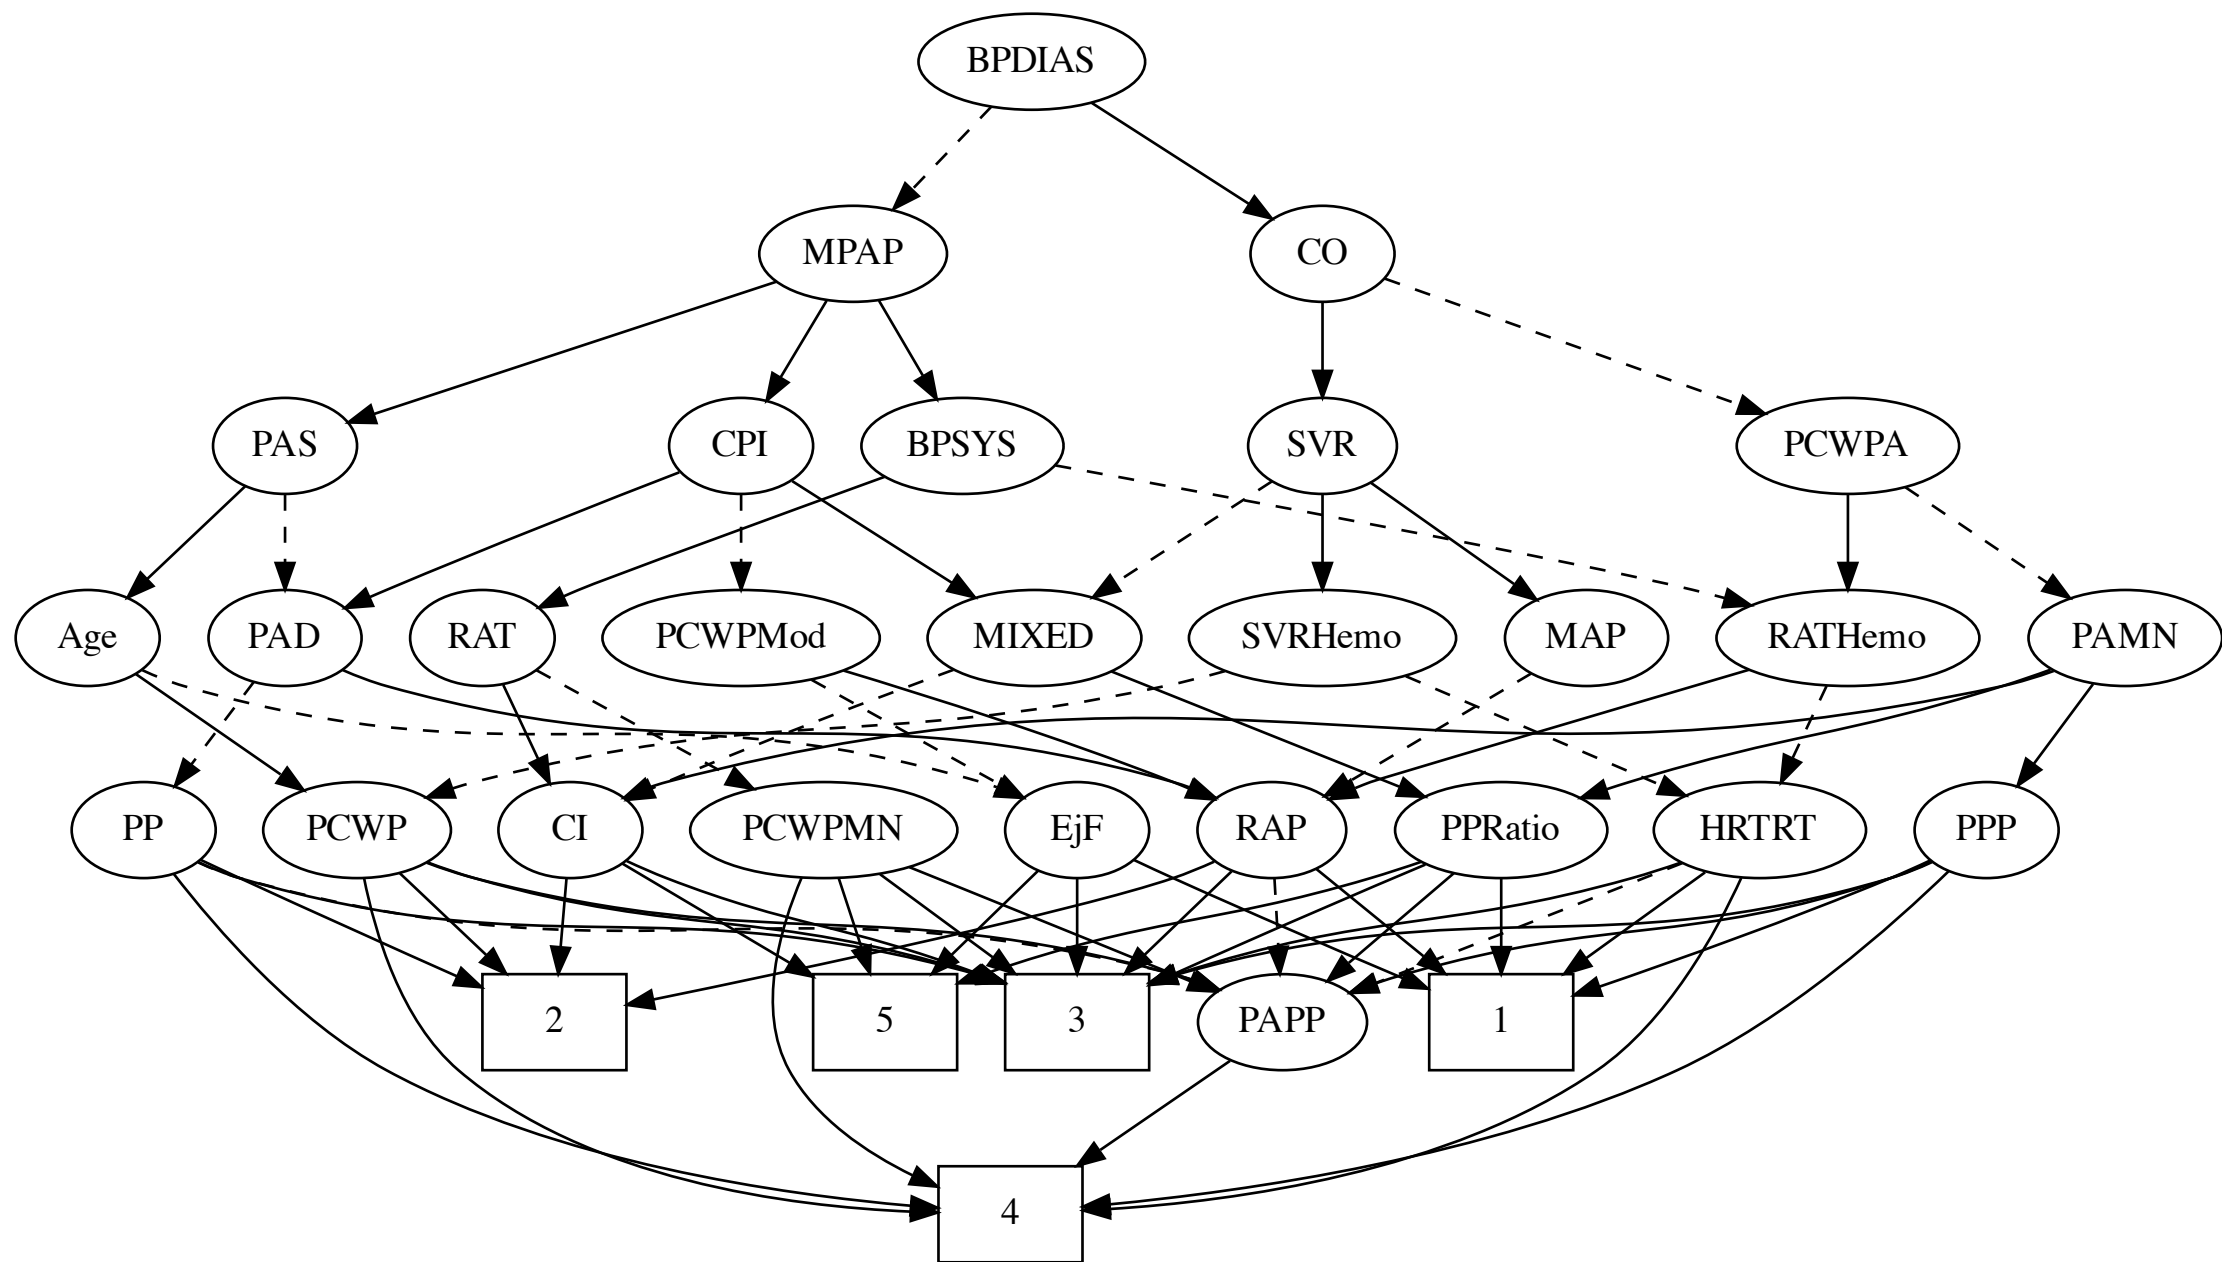 BPDIAS
MPAP
CO
PAS
CPI
BPSYS
SVR
PCWPA
Age
PAD
RAT
PCWPMod
MIXED
SVRHemo
MAP
RATHemo
PAMN
PP
PCWP
CI
PCWPMN
EjF
RAP
PPRatio
HRTRT
PPP
2
5
3
PAPP
1
4